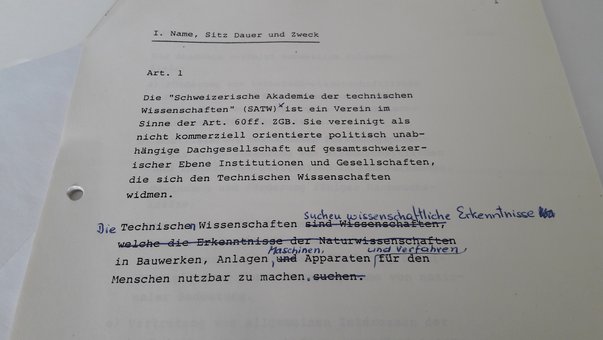 I. Name, Sitz Dauer und Zweck
Art. 1
Die "Schweizerische Akademie der technischen
Wissenschaften" (SATW)* ist ein Verein im
Sinne der Art. 60ff. ZGB. Sie vereinigt als
nicht kommerziell orientierte politisch unab-
hängige Dachgesellschaft auf gesamtschweizer-
ischer Ebene Institutionen und Gesellschaften,
die sich den Technischen Wissenschaften
widmen.
suchen wissenschaftliche Erkenntnisse
Die Technischen Wissenschaften sind Wissenschaften,
welche die Erkenntnisse der Naturwissenschaften
Maschinen, und Verfahren
in Bauwerken, Anlagen, und Apparaten, für den
Menschen nutzbar zu machen. suchen.